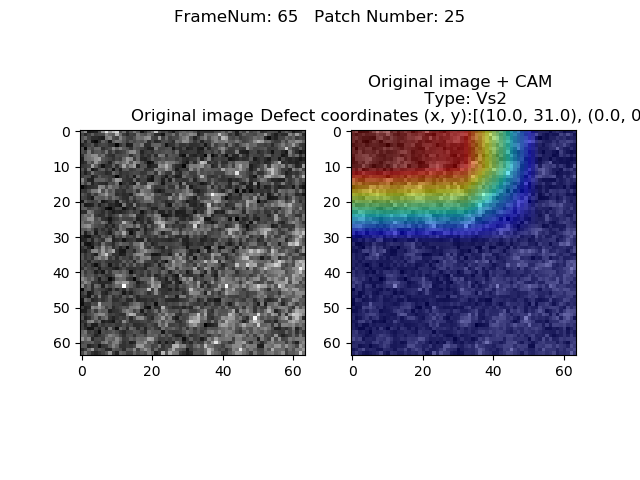 FrameNum: 65   Patch Number: 25
Original image + CAM
Type: Vs2
Original image
Defect coordinates (x, y):[(10.0, 31.0), (0.0, 0
0
10
20
30
40
50
60
0 20 40 60
0
10
20
30
40
50
60
0 20 40 60